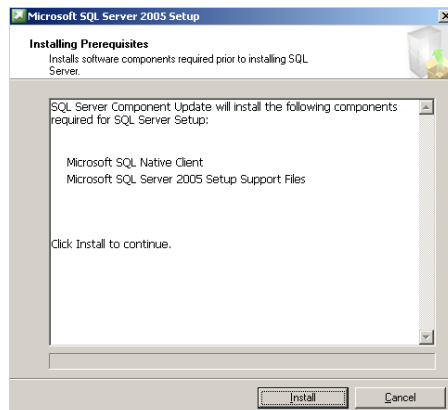 Microsoft SQL Server 2005 Setup
Installing Prerequisites
Installs software components required prior to installing SQL
Server.
SQL Server Component Update will install the following components
required for SQL Server Setup:
Microsoft SQL Native Client
Microsoft SQL Server 2005 Setup Support Files
Click Install to continue.
Install Cancel